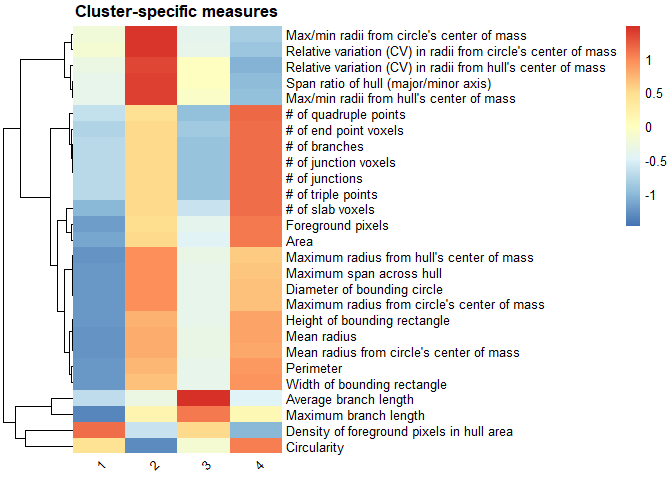 Cluster-specific measures
Max/min radii from circle's center of mass
Relative variation (CV) in radii from circle's center of mass
Relative variation (CV) in radii from hull's center of mass
Span ratio of hull (major/minor axis)
Max/min radii from hull's center of mass
# of quadruple points
# of end point voxels
# of branches
# of junction voxels
# of junctions
# of triple points
# of slab voxels
Foreground pixels
Area
Maximum radius from hull's center of mass
Maximum span across hull
Diameter of bounding circle
Maximum radius from circle's center of mass
Height of bounding rectangle
Mean radius
Mean radius from circle's center of mass
Perimeter
Width of bounding rectangle
Average branch length
Maximum branch length
Density of foreground pixels in hull area
Circularity
1
2
3
4
1
0.5
0
-0.5
-1